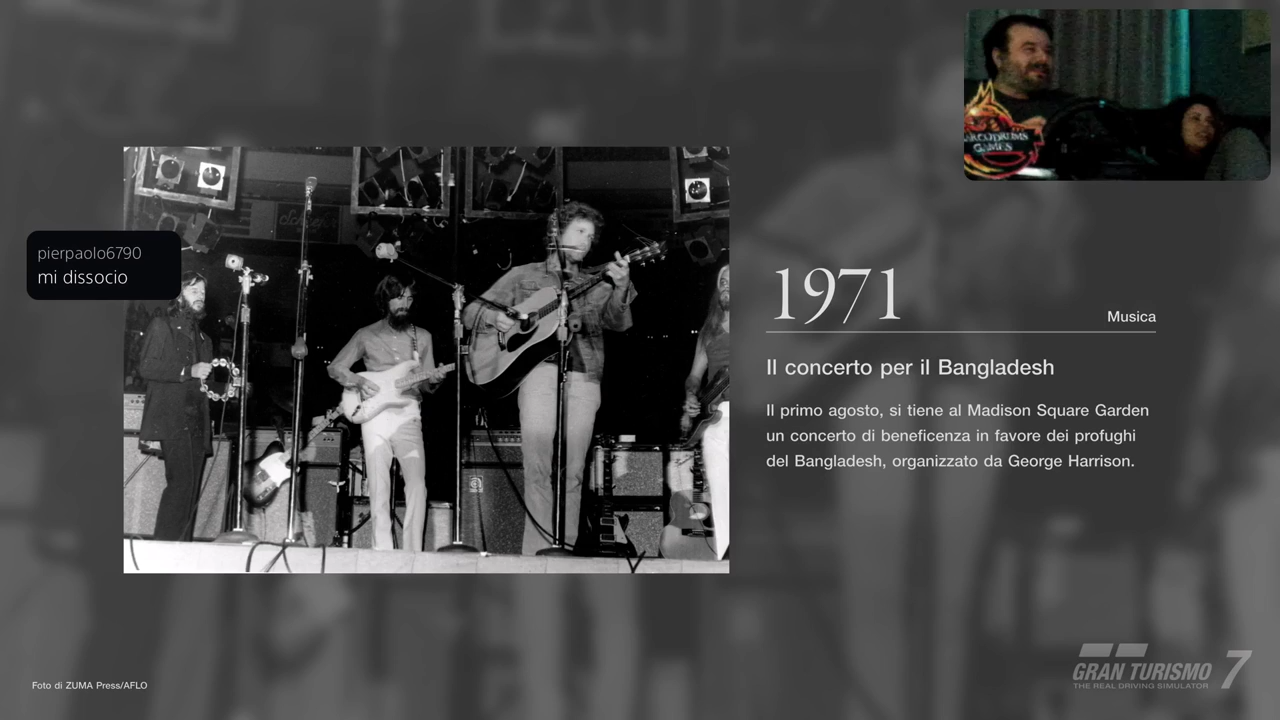 pierpaolo6790
mi dissocio
1971
Musica
Il concerto per il Bangladesh
Il primo agosto, si tiene al Madison Square Garden
un concerto di beneficenza in favore dei profughi
del Bangladesh, organizzato da George Harrison.
Foto di ZUMA Press/AFLO
GRAN TURISMO 7
THE REAL DRIVING SIMULATOR
GAMES